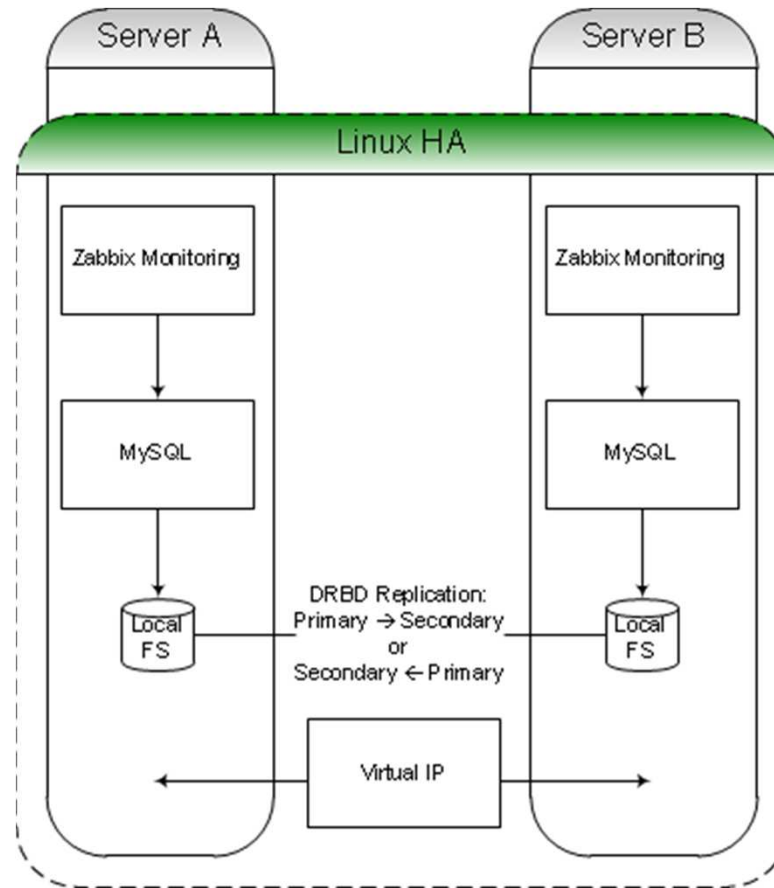 Server A
Server B
Linux HA
Zabbix Monitoring
Zabbix Monitoring
MySQL
MySQL
DRBD Replication:
Primary → Secondary
or
Secondary ← Primary
Local
FS
Local
FS
Virtual IP